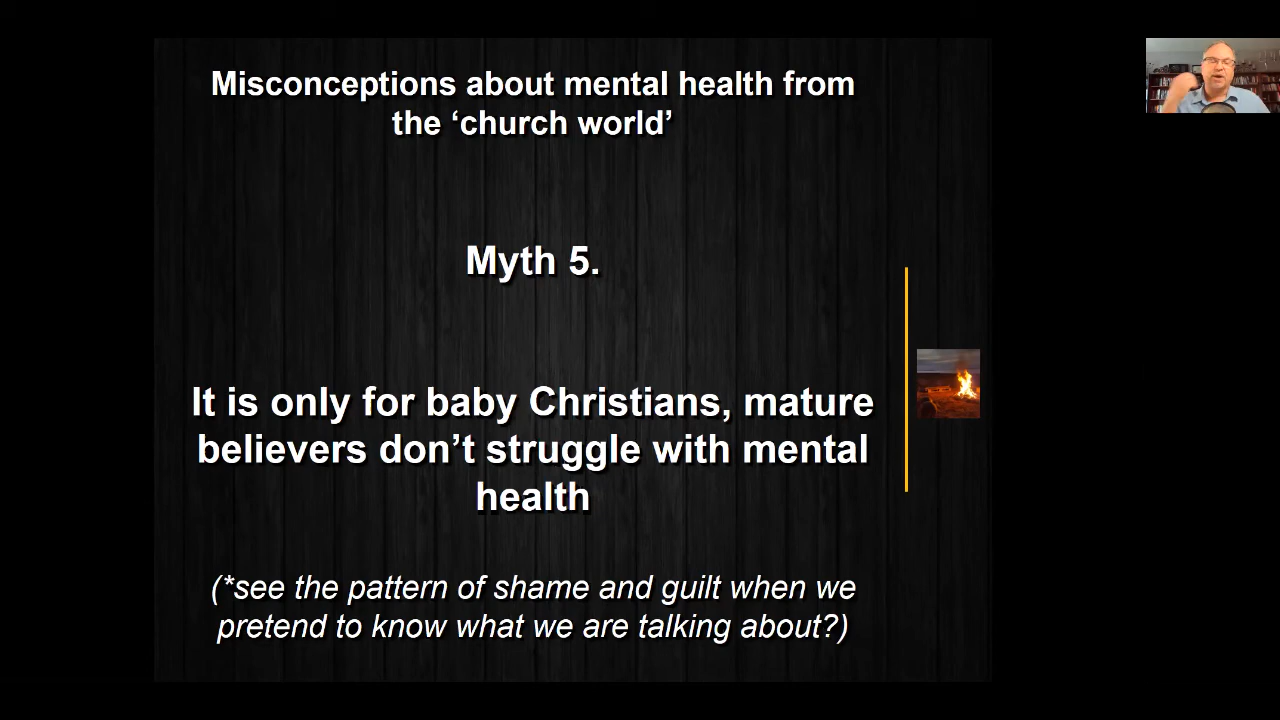 Misconceptions about mental health from
the ‘church world’
Myth 5.
It is only for baby Christians, mature
believers don’t struggle with mental
health
(*see the pattern of shame and guilt when we
pretend to know what we are talking about?)